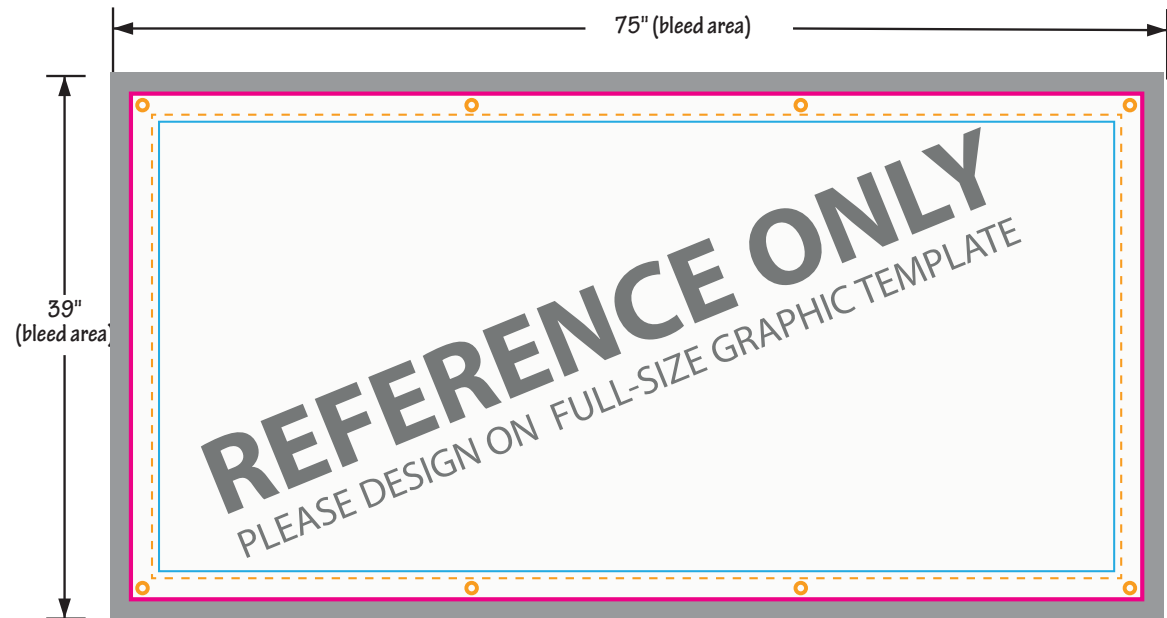 75" (bleed area)
39"
(bleed area)
REFERENCE ONLY
PLEASE DESIGN ON FULL-SIZE GRAPHIC TEMPLATE